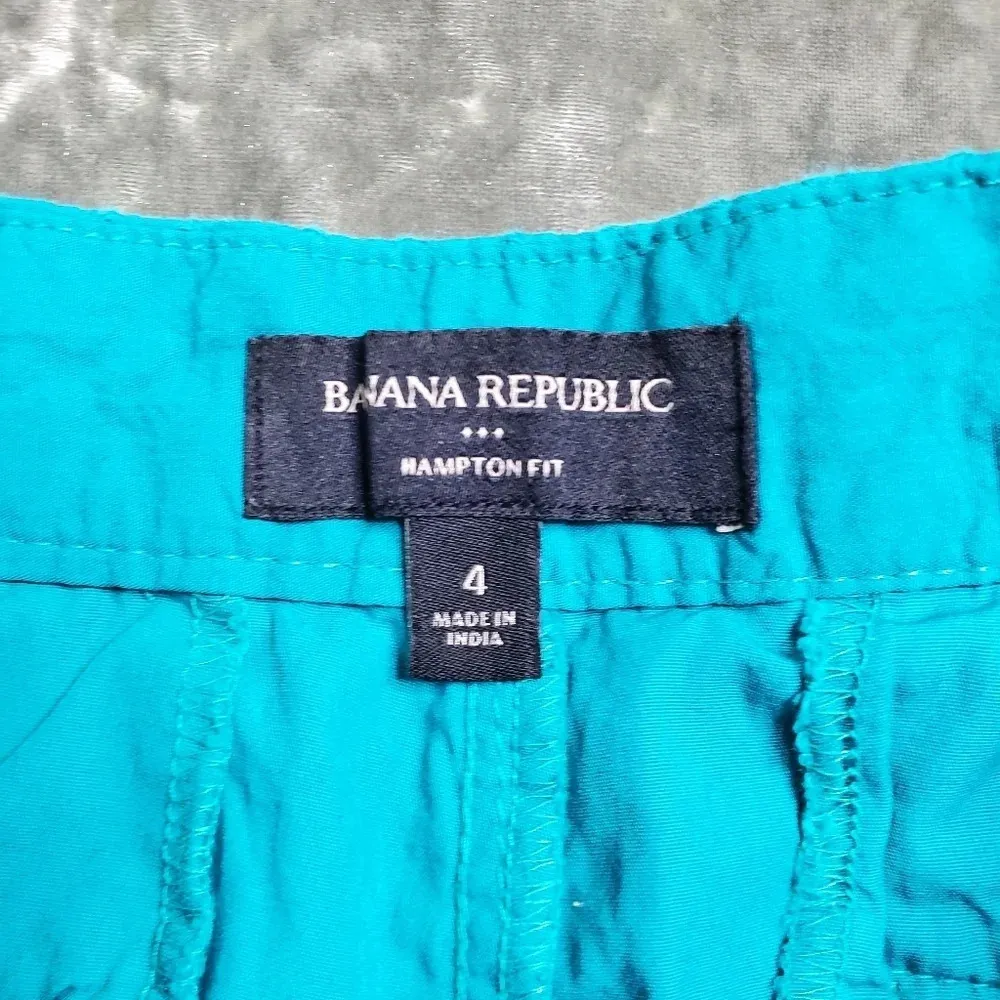 BANANA REPUBLIC
HAMPTON FIT
4
MADE IN
INDIA